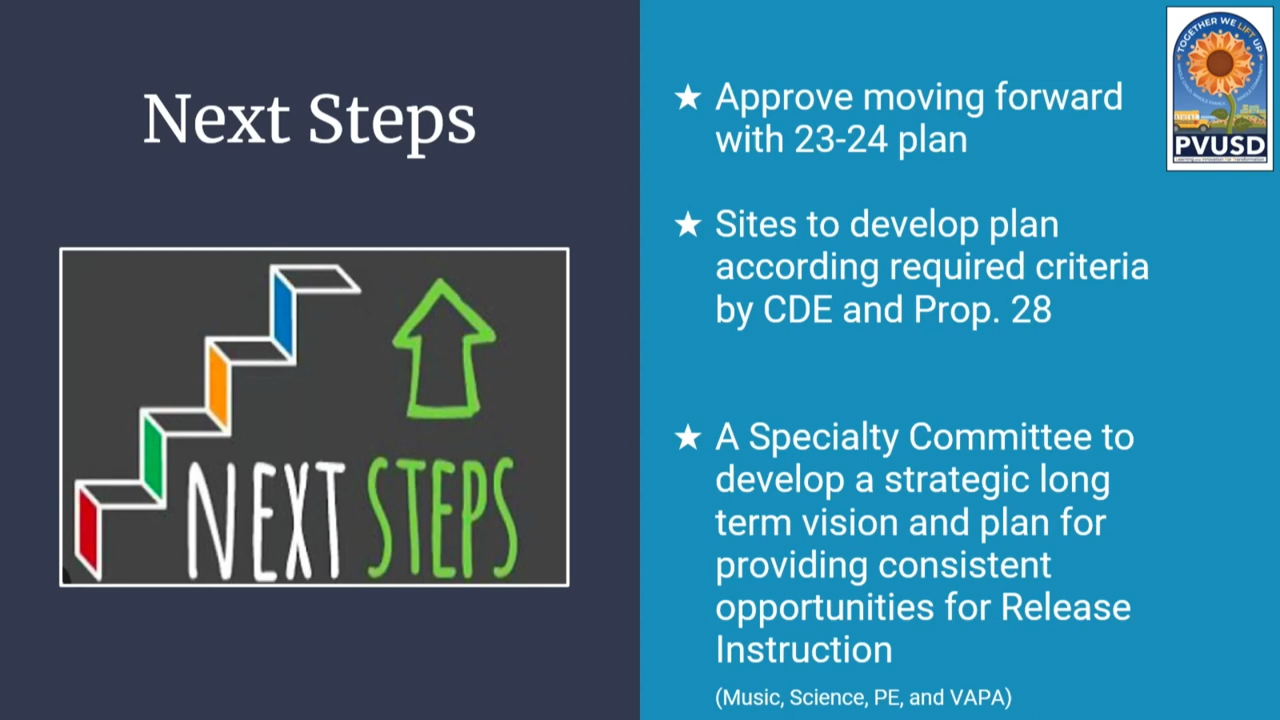 Next Steps
NEXT STEPS
★ Approve moving forward
with 23-24 plan
★ Sites to develop plan
according required criteria
by CDE and Prop. 28
★ A Specialty Committee to
develop a strategic long
term vision and plan for
providing consistent
opportunities for Release
Instruction
(Music, Science, PE, and VAPA)
TOGETHER WE LIFT UP
PVUSD